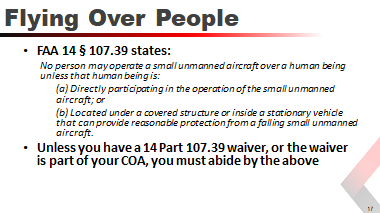 Flying Over People
• FAA 14 § 107.39 states:
No person may operate a small unmanned aircraft over a human being
unless that human being is:
(a) Directly participating in the operation of the small unmanned
aircraft; or
(b) Located under a covered structure or inside a stationary vehicle
that can provide reasonable protection from a falling small unmanned
aircraft.
• Unless you have a 14 Part 107.39 waiver, or the waiver
is part of your COA, you must abide by the above
17